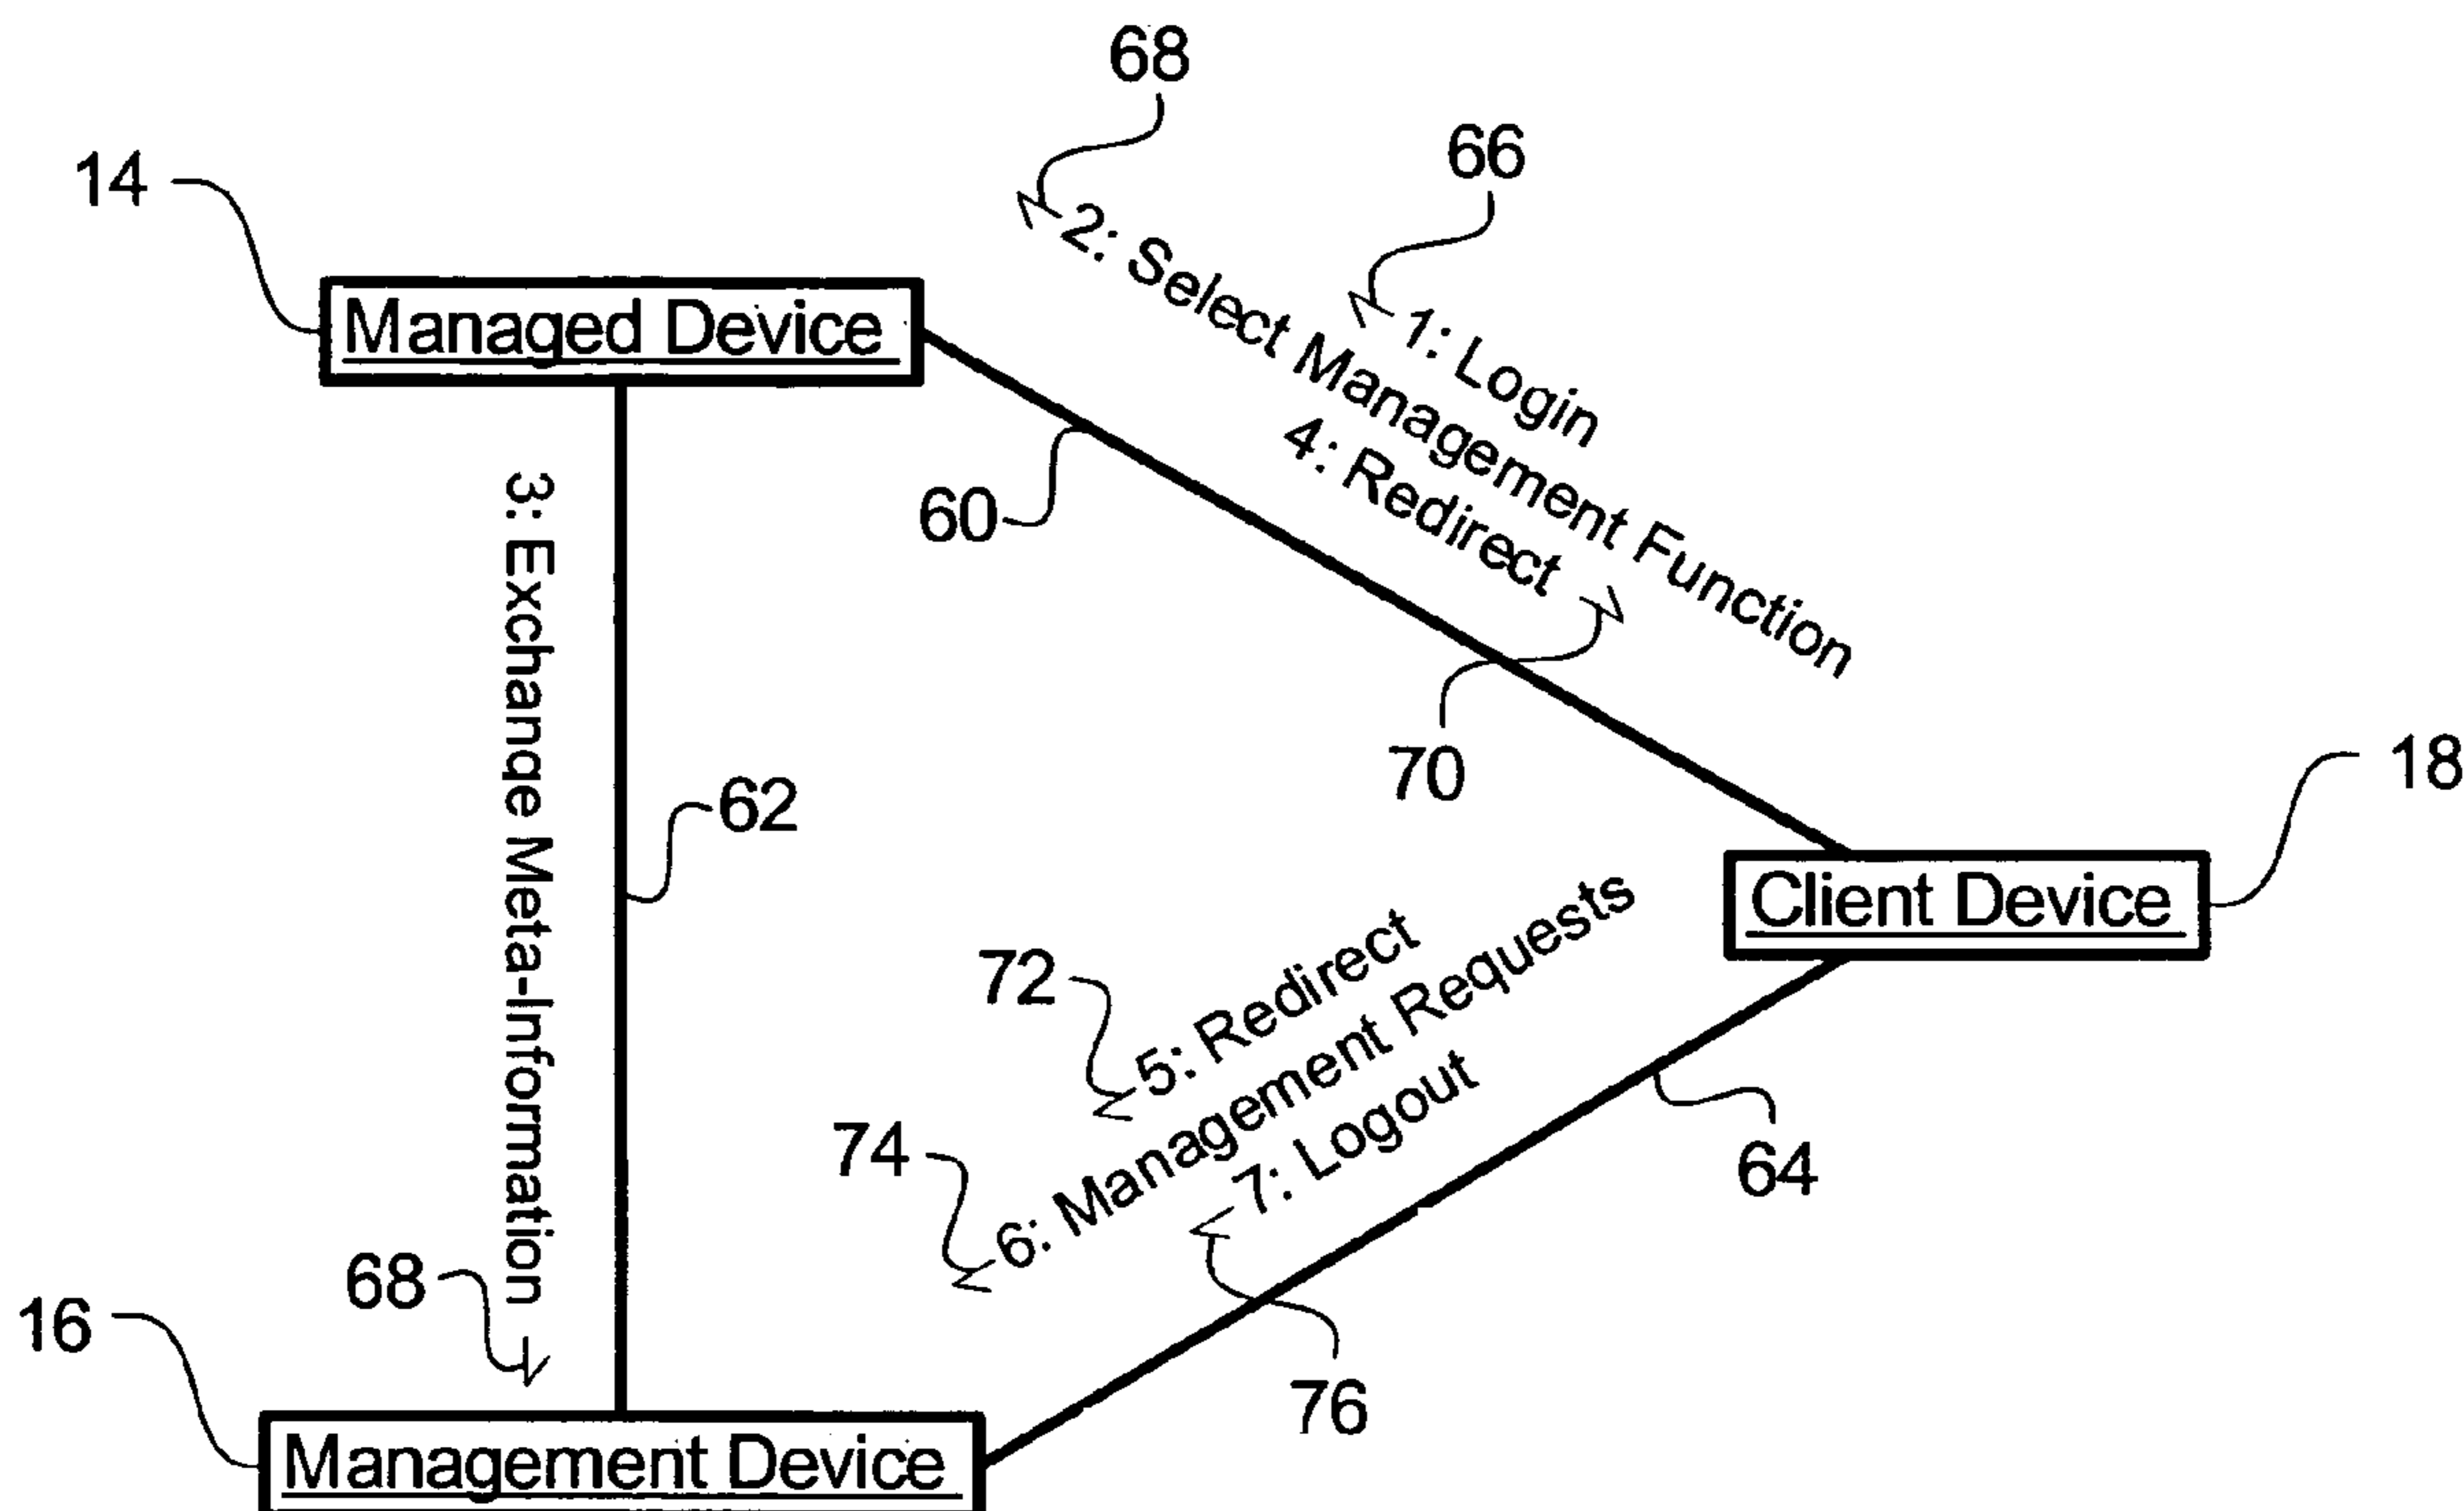 68
66
14
2: Select Management Function
1: Login
Managed Device
4: Redirect
60
3: Exchange Meta-Information
70
18
62
Client Device
72
5: Redirect
74
6: Management Requests
7: Logout
64
68
16
76
Management Device